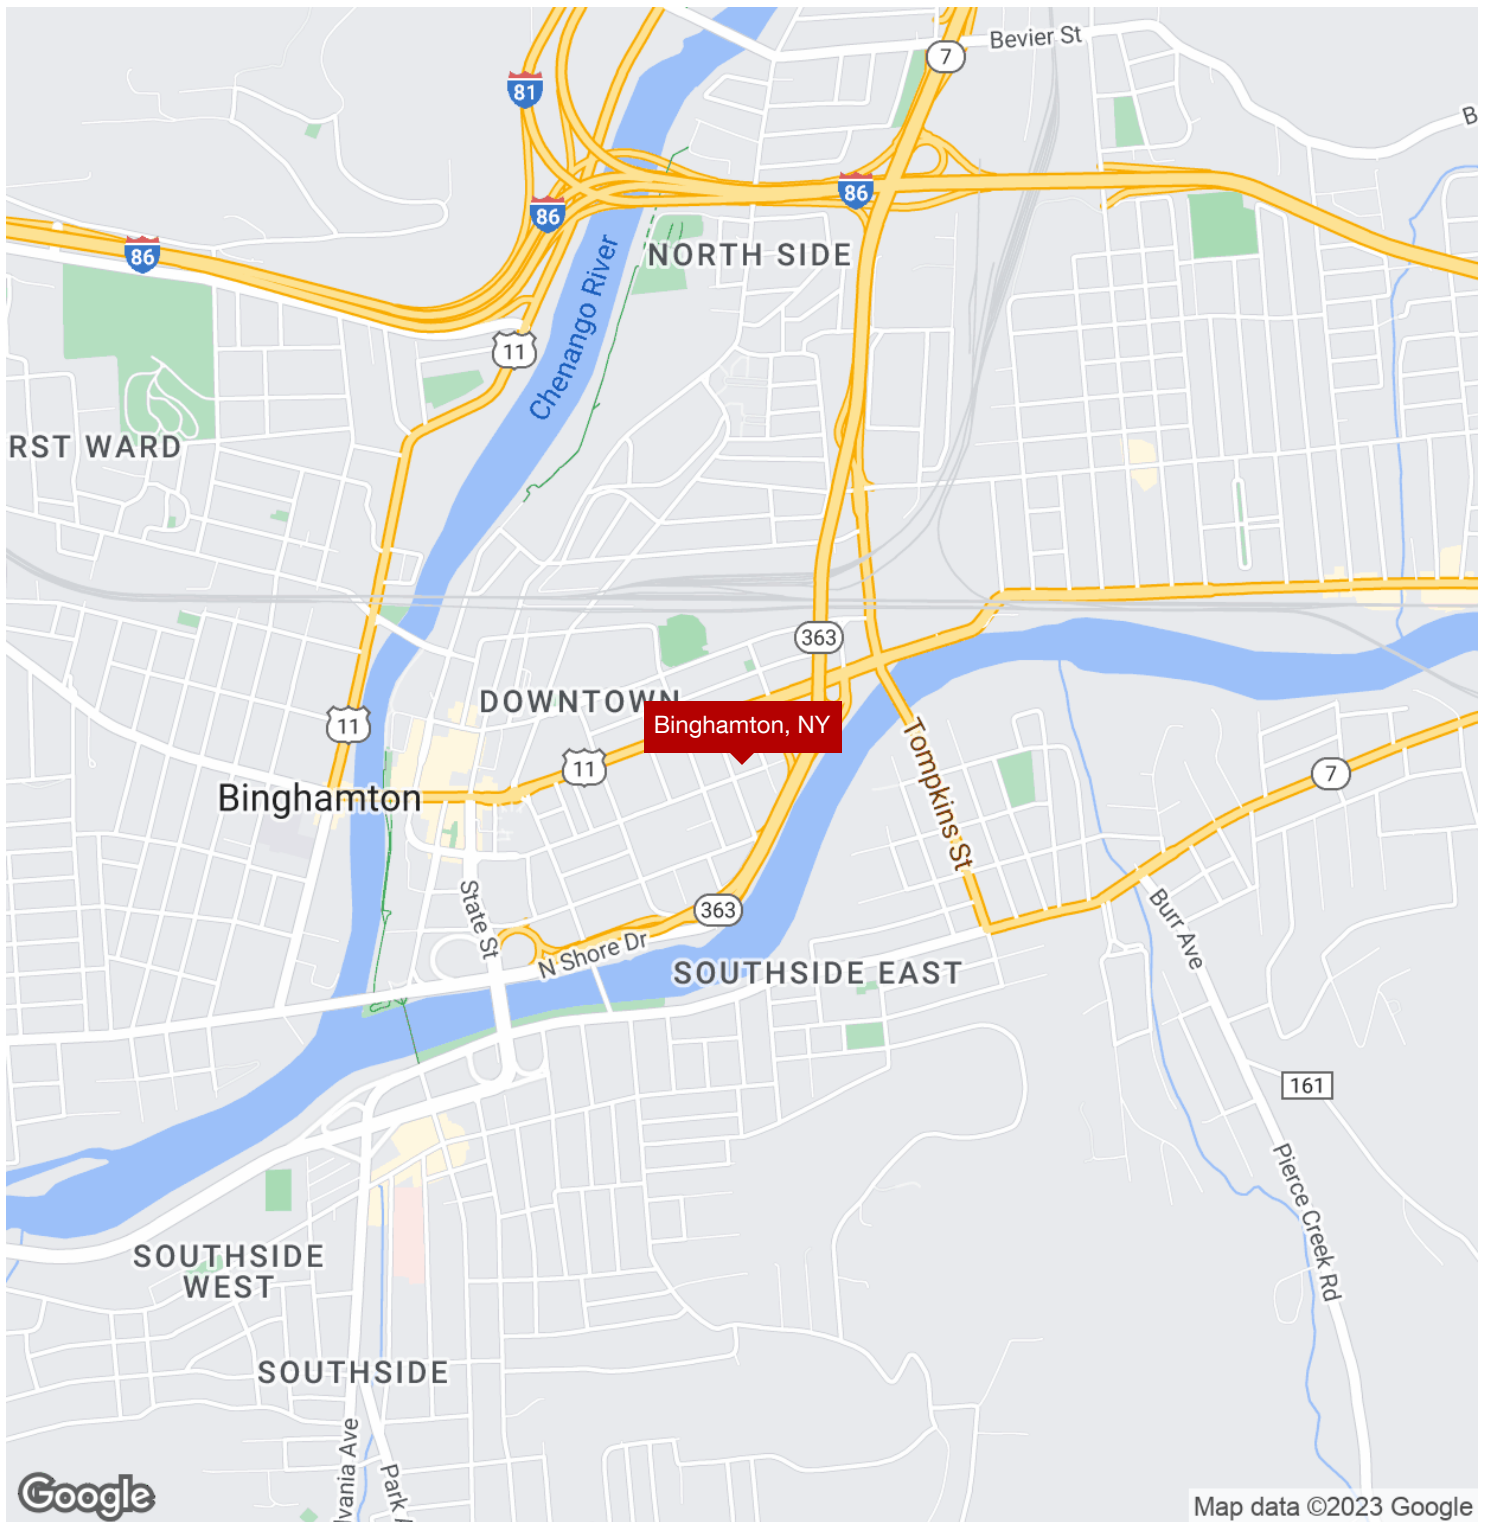 Bevier St
7
B
81
86
86
86
NORTH SIDE
Chenango River
11
RST WARD
363
DOWNTOWN
Binghamton, NY
11
11
Tompkins St
7
Binghamton
State St
363
Burr Ave
N Shore Dr
SOUTHSIDE EAST
161
Pierce Creek Rd
SOUTHSIDE
WEST
SOUTHSIDE
lvania Ave
Park A
Google
Map data ©2023 Google